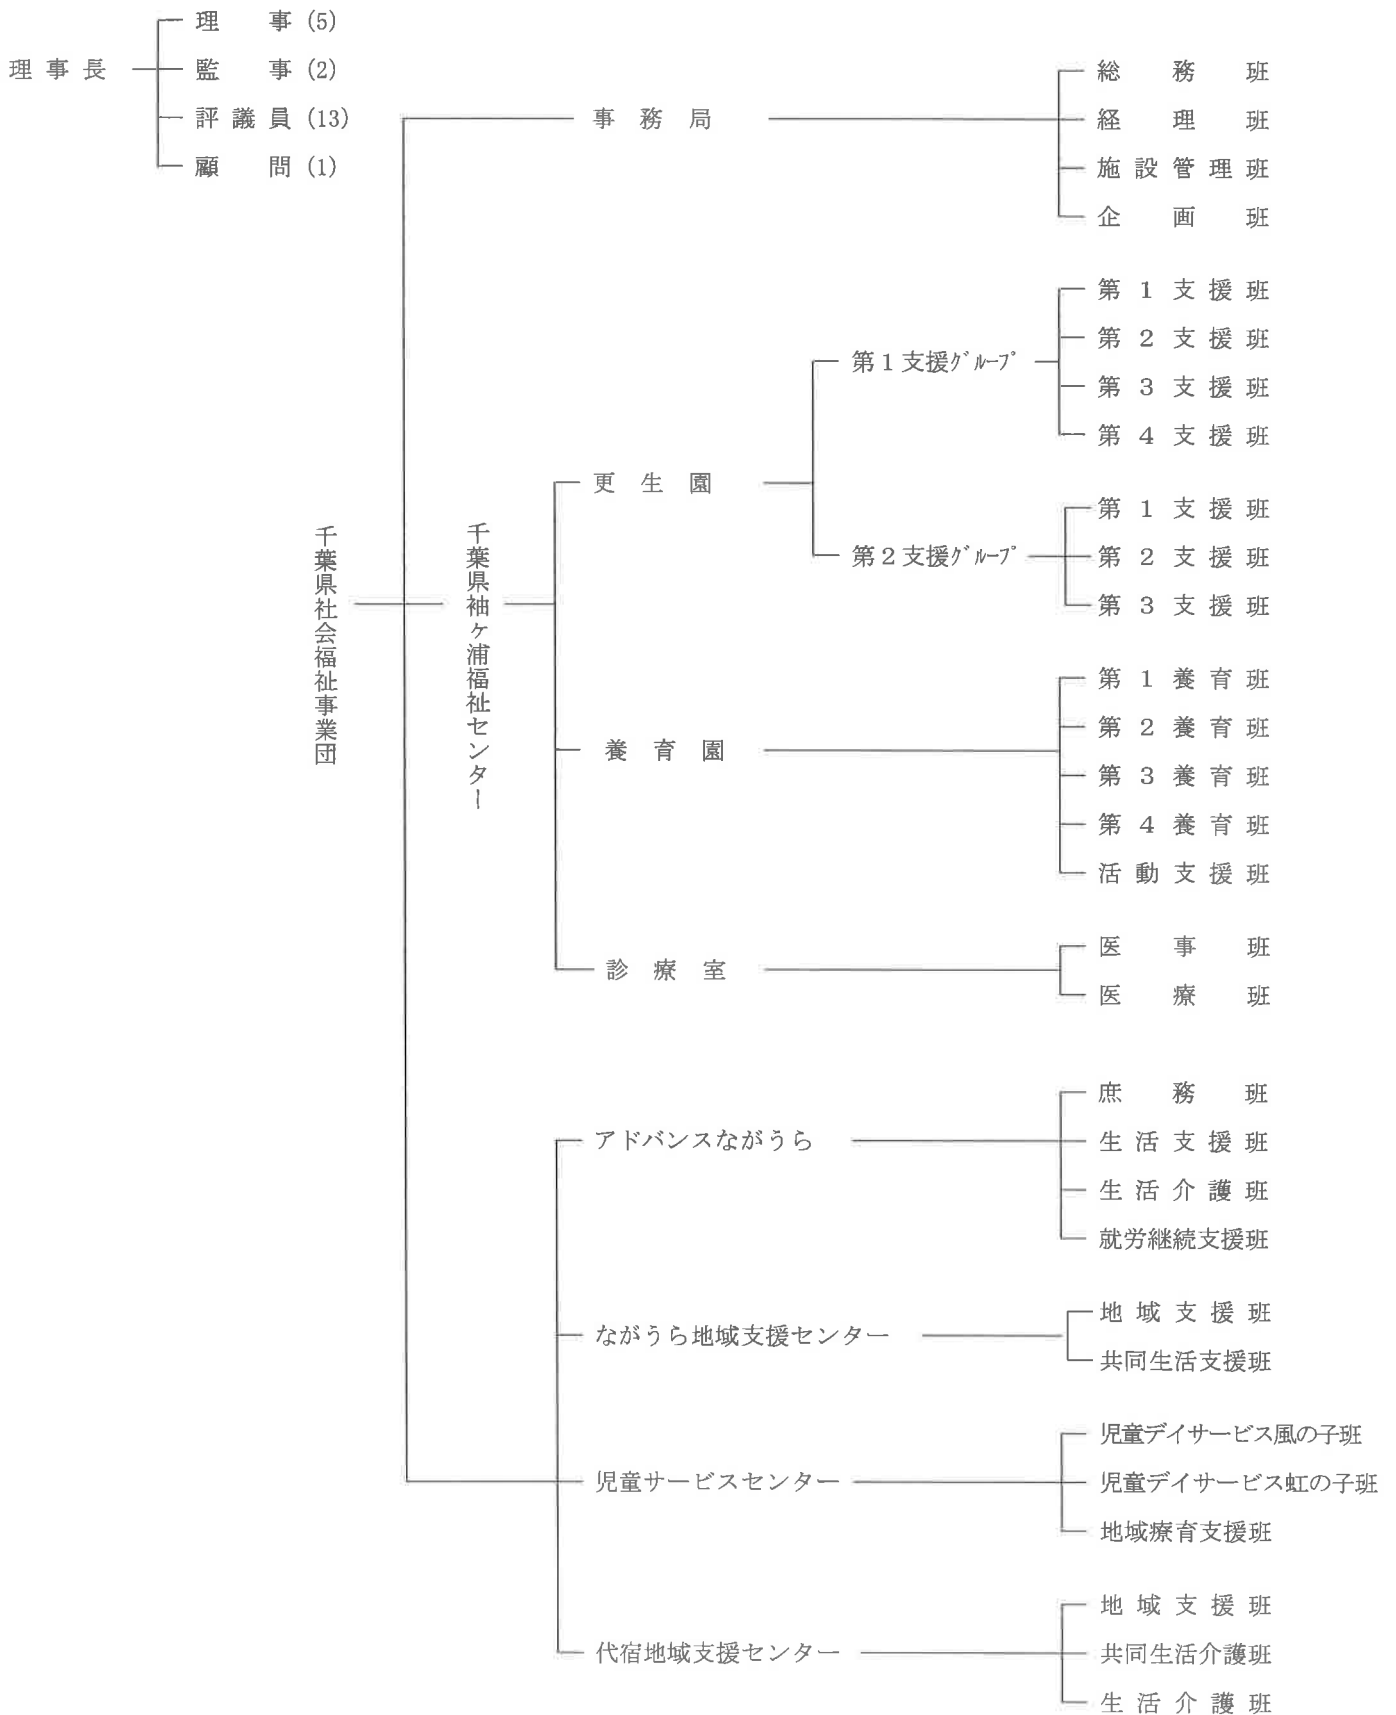 理事長
理事 (5)
監事 (2)
評議員 (13)
顧問 (1)
千葉県社会福祉事業団
事務局
総務班
経理班
施設管理班
企画班
千葉県袖ヶ浦福祉センター
更生園
第1支援ｸﾞﾙｰﾌﾟ
第1支援班
第2支援班
第3支援班
第4支援班
第2支援ｸﾞﾙｰﾌﾟ
第1支援班
第2支援班
第3支援班
養育園
第1養育班
第2養育班
第3養育班
第4養育班
活動支援班
診療室
医事班
医療班
アドバンスながうら
庶務班
生活支援班
生活介護班
就労継続支援班
ながうら地域支援センター
地域支援班
共同生活支援班
児童サービスセンター
児童デイサービス風の子班
児童デイサービス虹の子班
地域療育支援班
代宿地域支援センター
地域支援班
共同生活介護班
生活介護班